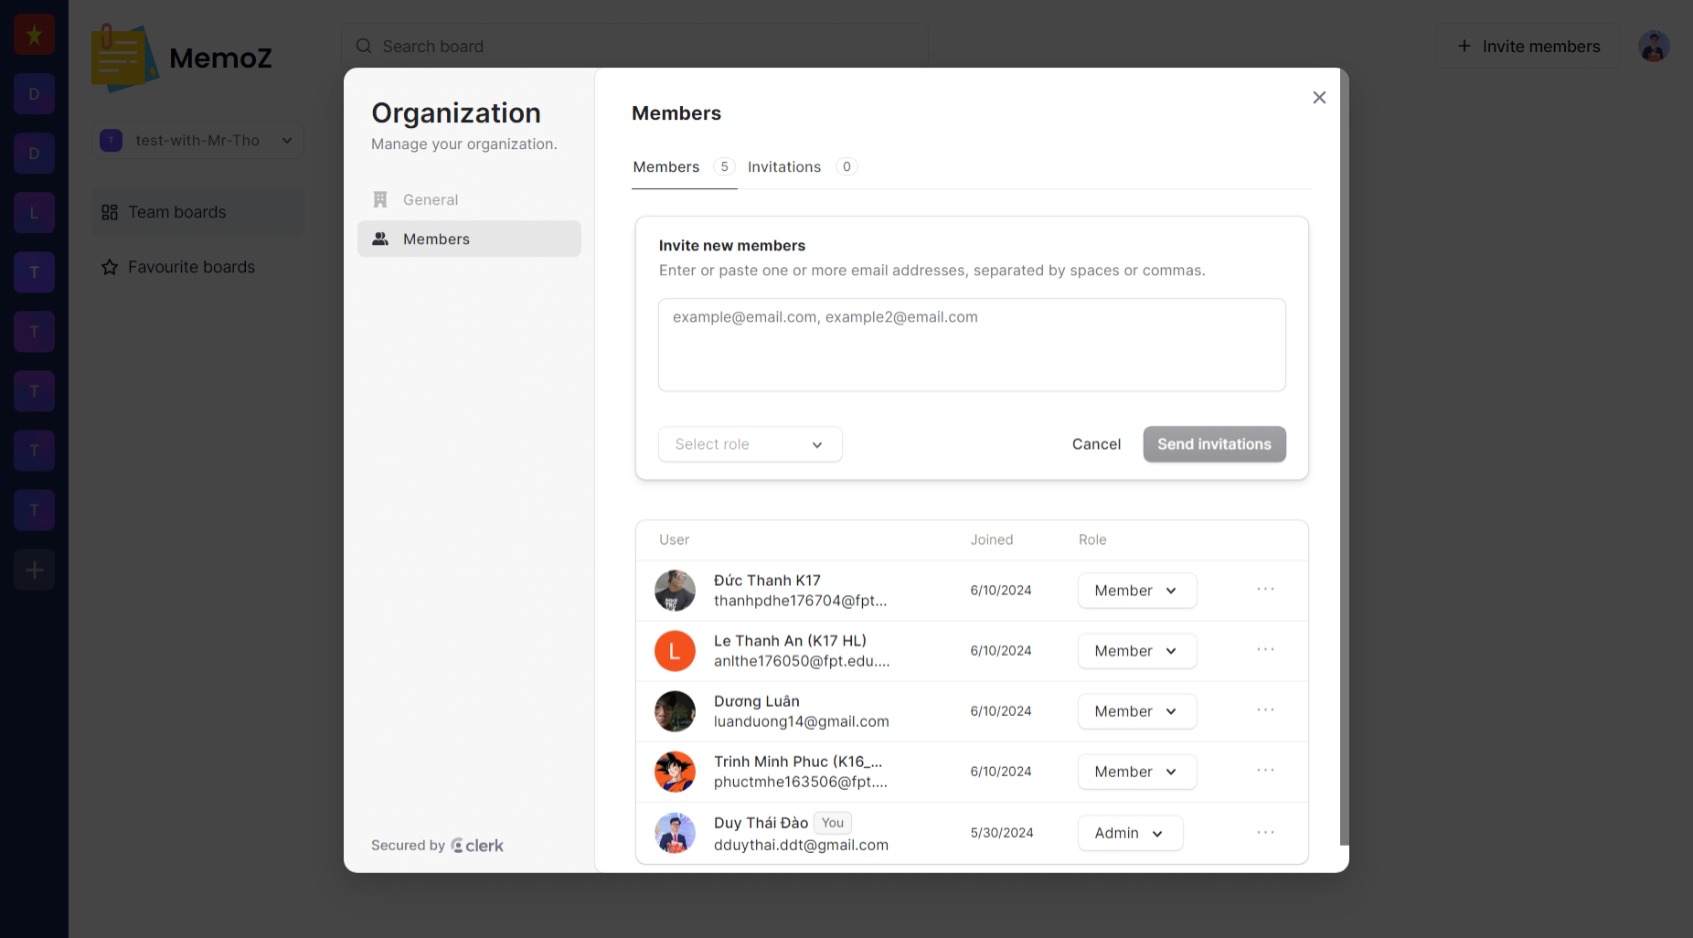 MemoZ
Search board
Invite members
D
test-with-Mr-Tho
T
D
L
T
T
T
T
T
Team boards
Favourite boards
Organization
Manage your organization.
General
Members
Secured by clerk
Members
Members 5 Invitations 0
Invite new members
Enter or paste one or more email addresses, separated by spaces or commas.
example@email.com, example2@email.com
Select role
Cancel
Send invitations
User Joined Role
Đức Thanh K17
thanhpdhe176704@fpt...
6/10/2024
Member
L
Le Thanh An (K17 HL)
anlthe176050@fpt.edu....
6/10/2024
Member
Dương Luân
luanduong14@gmail.com
6/10/2024
Member
Trinh Minh Phuc (K16_...
phuctmhe163506@fpt....
6/10/2024
Member
Duy Thái Đào You
dduythai.ddt@gmail.com
5/30/2024
Admin